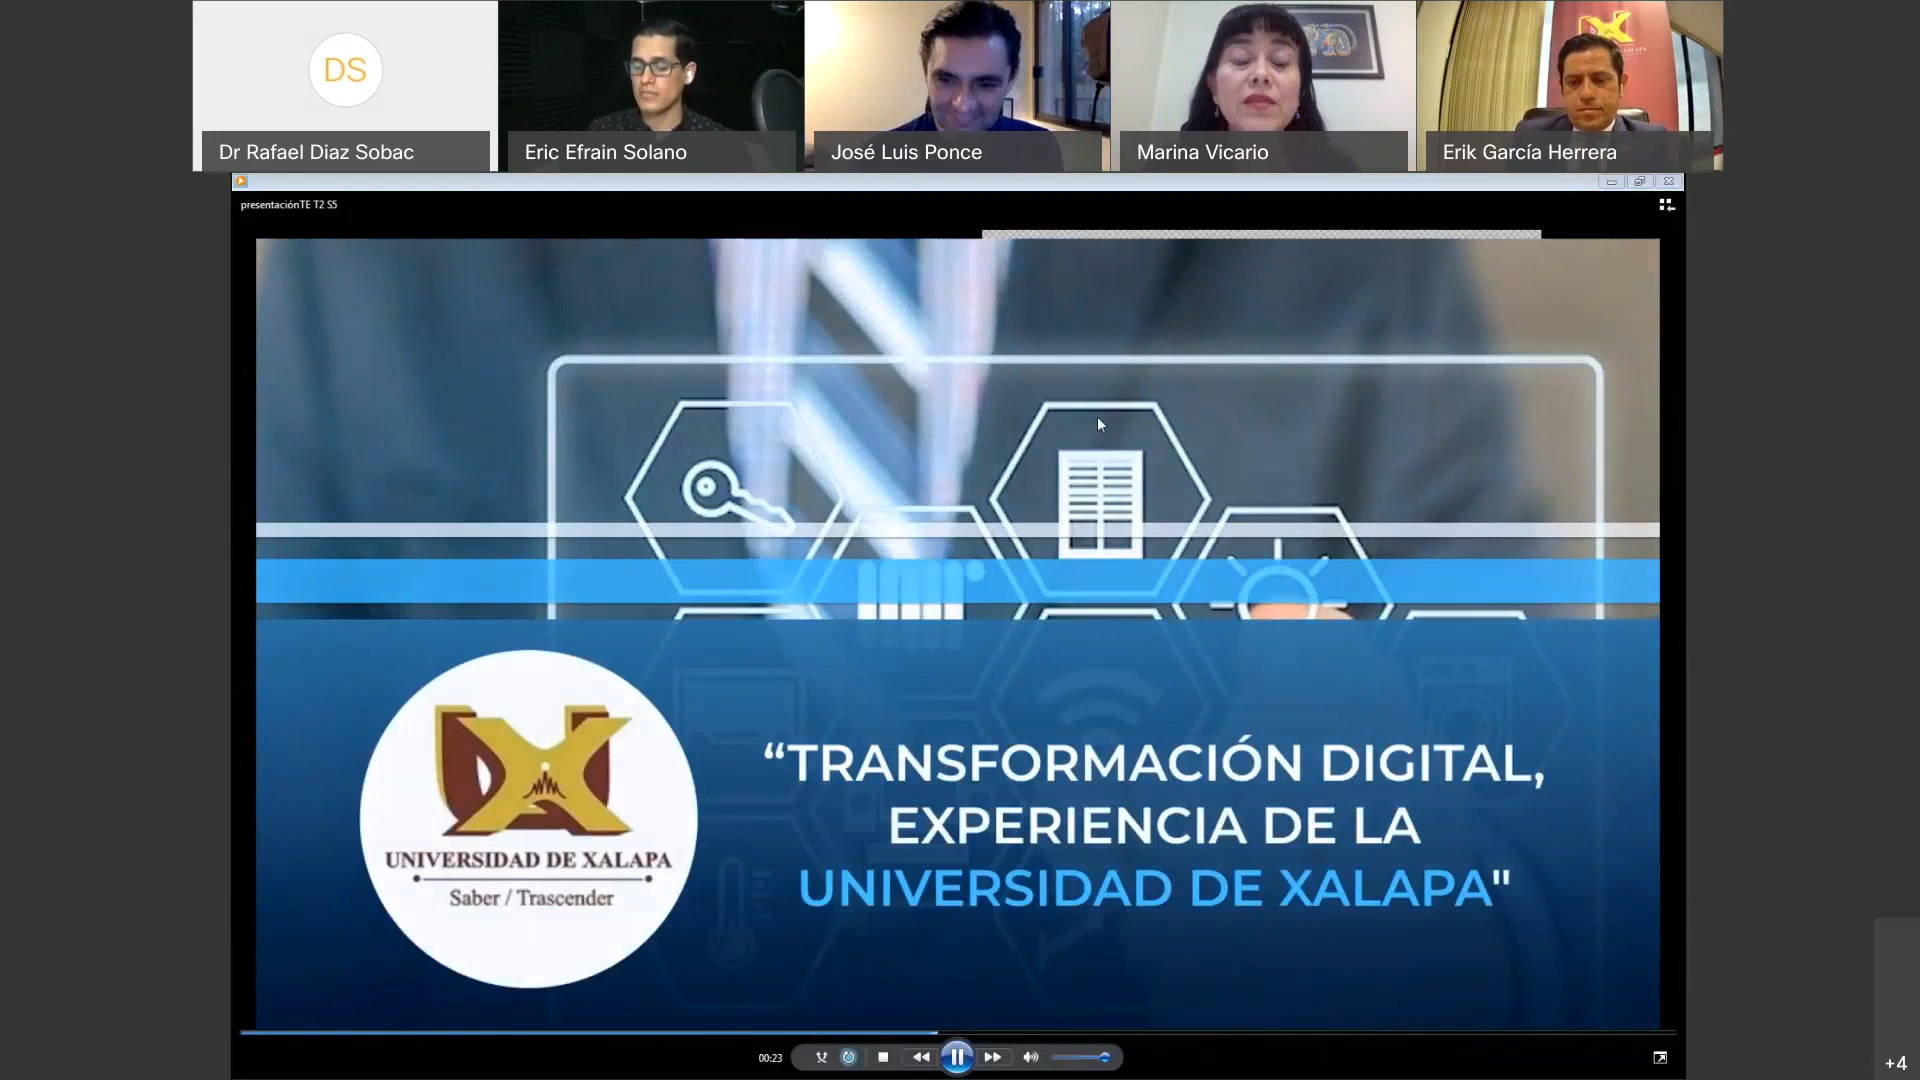 DS
Dr Rafael Diaz Sobac
Eric Efrain Solano
José Luis Ponce
Marina Vicario
Erik García Herrera
presentaciónTE T2 S5
“TRANSFORMACIÓN DIGITAL,
EXPERIENCIA DE LA
UNIVERSIDAD DE XALAPA"
UX
UNIVERSIDAD DE XALAPA
Saber / Trascender
00:23
+4